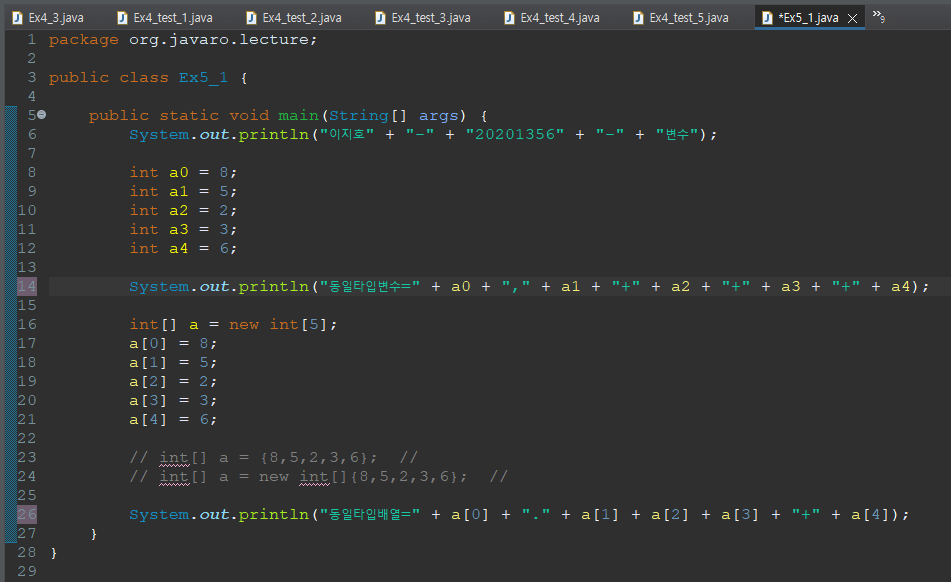 Ex4_3.java Ex4_test_1.java Ex4_test_2.java Ex4_test_3.java Ex4_test_4.java Ex4_test_5.java *Ex5_1.java »9
1 package org.javaro.lecture;
2
3 public class Ex5_1 {
4
5 public static void main(String[] args) {
6 System.out.println("이지호" + "-" + "20201356" + "-" + "변수");
7
8 int a0 = 8;
9 int a1 = 5;
10 int a2 = 2;
11 int a3 = 3;
12 int a4 = 6;
13
14 System.out.println("동일타입변수=" + a0 + "," + a1 + "+" + a2 + "+" + a3 + "+" + a4);
15
16 int[] a = new int[5];
17 a[0] = 8;
18 a[1] = 5;
19 a[2] = 2;
20 a[3] = 3;
21 a[4] = 6;
22
23 // int[] a = {8,5,2,3,6}; //
24 // int[] a = new int[]{8,5,2,3,6}; //
25
26 System.out.println("동일타입배열=" + a[0] + "." + a[1] + a[2] + a[3] + "+" + a[4]);
27 }
28 }
29